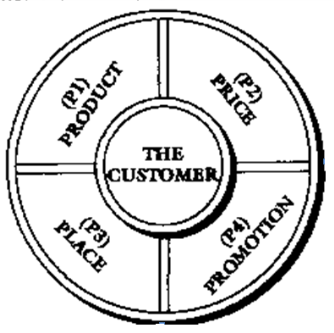 (P1)
PRODUCT
(P2)
PRICE
THE
CUSTOMER
(P3)
PLACE
(P4)
PROMOTION